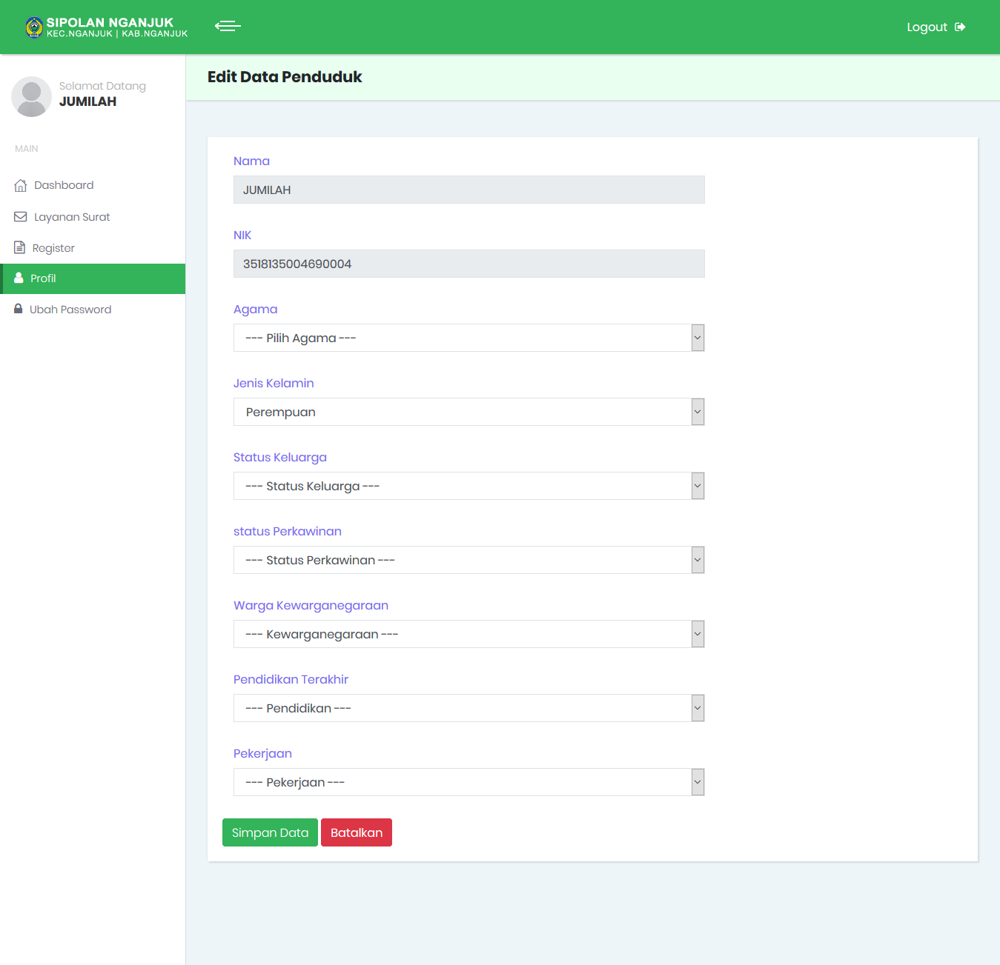 SIPOLAN NGANJUK
KEC.NGANJUK | KAB.NGANJUK
Logout
Selamat Datang
JUMILAH
MAIN
Dashboard
Layanan Surat
Register
Profil
Ubah Password
Edit Data Penduduk
Nama
JUMILAH
NIK
3518135004690004
Agama
--- Pilih Agama ---
Jenis Kelamin
Perempuan
Status Keluarga
--- Status Keluarga ---
status Perkawinan
--- Status Perkawinan ---
Warga Kewarganegaraan
--- Kewarganegaraan ---
Pendidikan Terakhir
--- Pendidikan ---
Pekerjaan
--- Pekerjaan ---
Simpan Data Batalkan